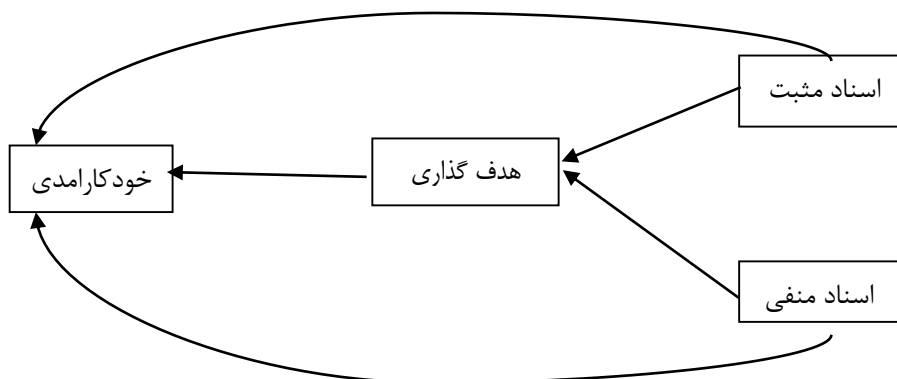 اسناد مثبت
هدف گذاری
خودکارامدی
اسناد منفی